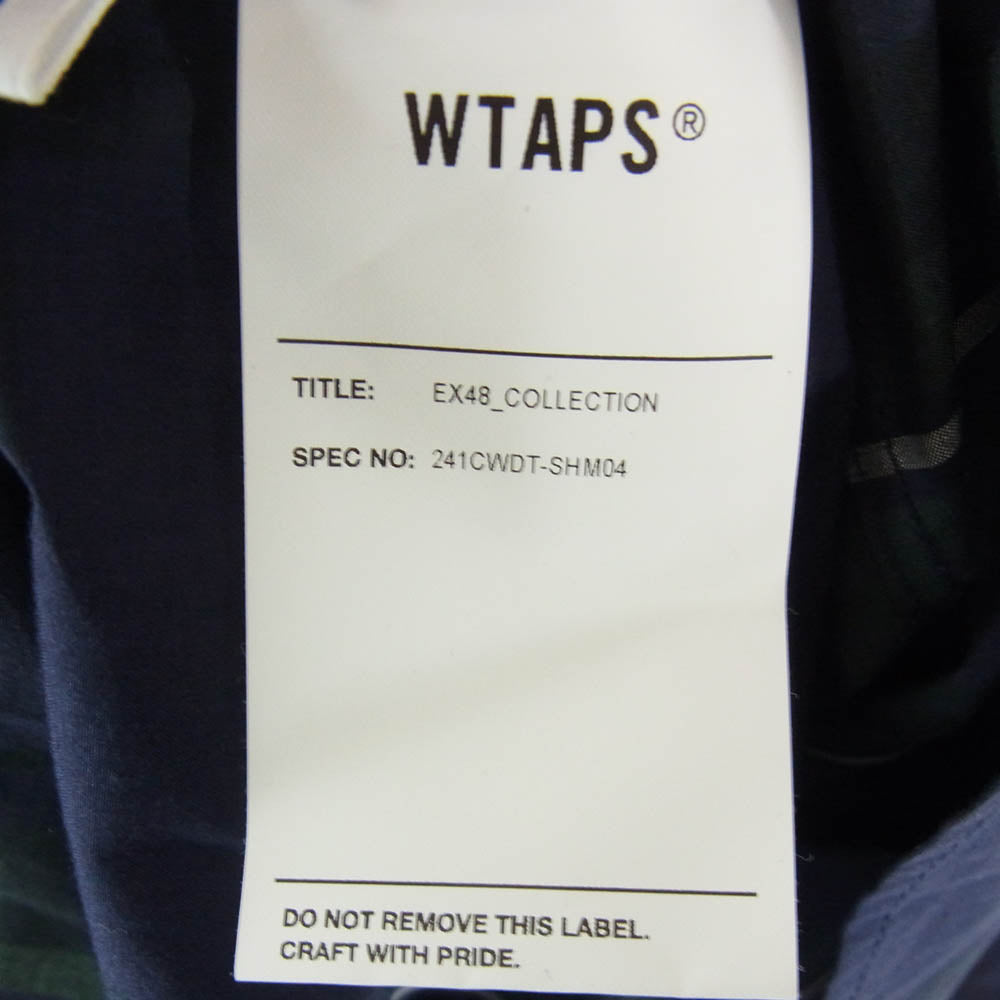 WTAPS®
TITLE: EX48_COLLECTION
SPEC NO: 241CWDT-SHM04
DO NOT REMOVE THIS LABEL.
CRAFT WITH PRIDE.